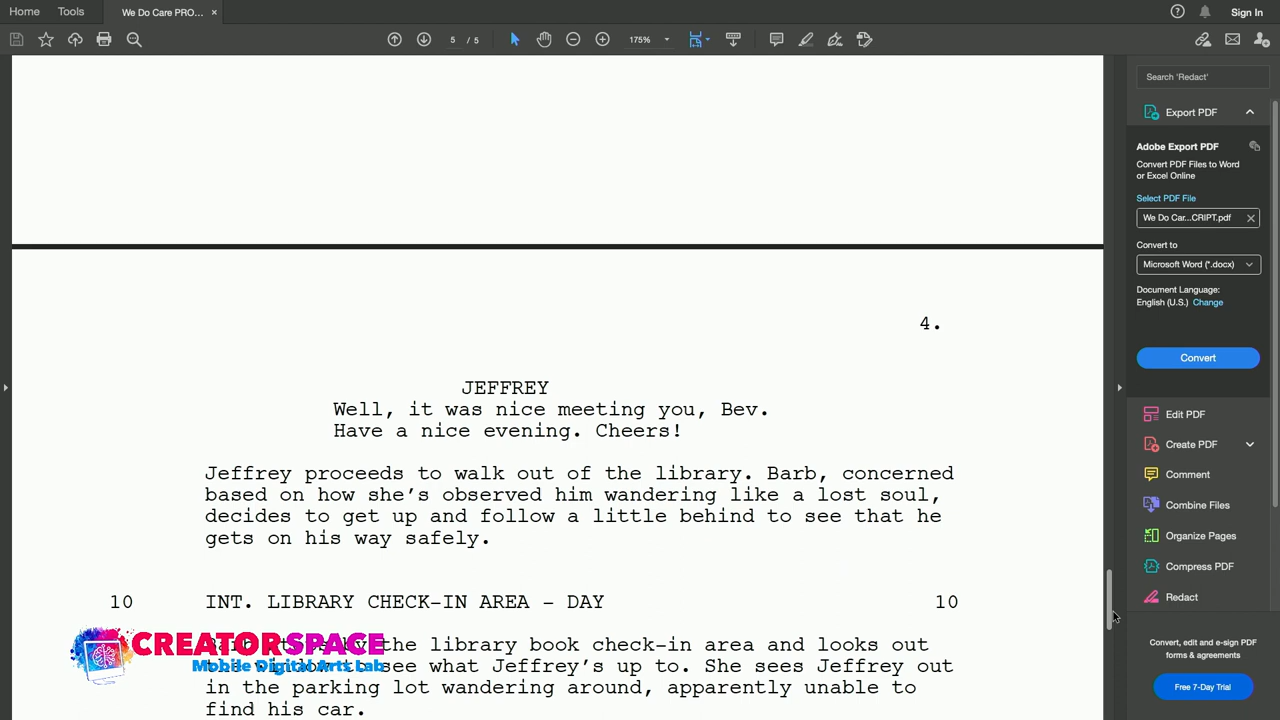 Home
Tools
We Do Care PRO...
Sign In
5 / 5
175%
Search 'Redact'
Export PDF
Adobe Export PDF
Convert PDF Files to Word
or Excel Online
Select PDF File
We Do Car...CRIPT.pdf
Convert to
Microsoft Word (*.docx)
Document Language:
English (U.S.) Change
Convert
Edit PDF
Create PDF
Comment
Combine Files
Organize Pages
Compress PDF
Redact
Convert, edit and e-sign PDF
forms & agreements
Free 7-Day Trial
4.
JEFFREY
Well, it was nice meeting you, Bev.
Have a nice evening. Cheers!
Jeffrey proceeds to walk out of the library. Barb, concerned
based on how she's observed him wandering like a lost soul,
decides to get up and follow a little behind to see that he
gets on his way safely.
10 INT. LIBRARY CHECK-IN AREA - DAY 10
the library book check-in area and looks out
see what Jeffrey's up to. She sees Jeffrey out
in the parking lot wandering around, apparently unable to
find his car.
CREATORSPACE
Mobile Digital Arts Lab